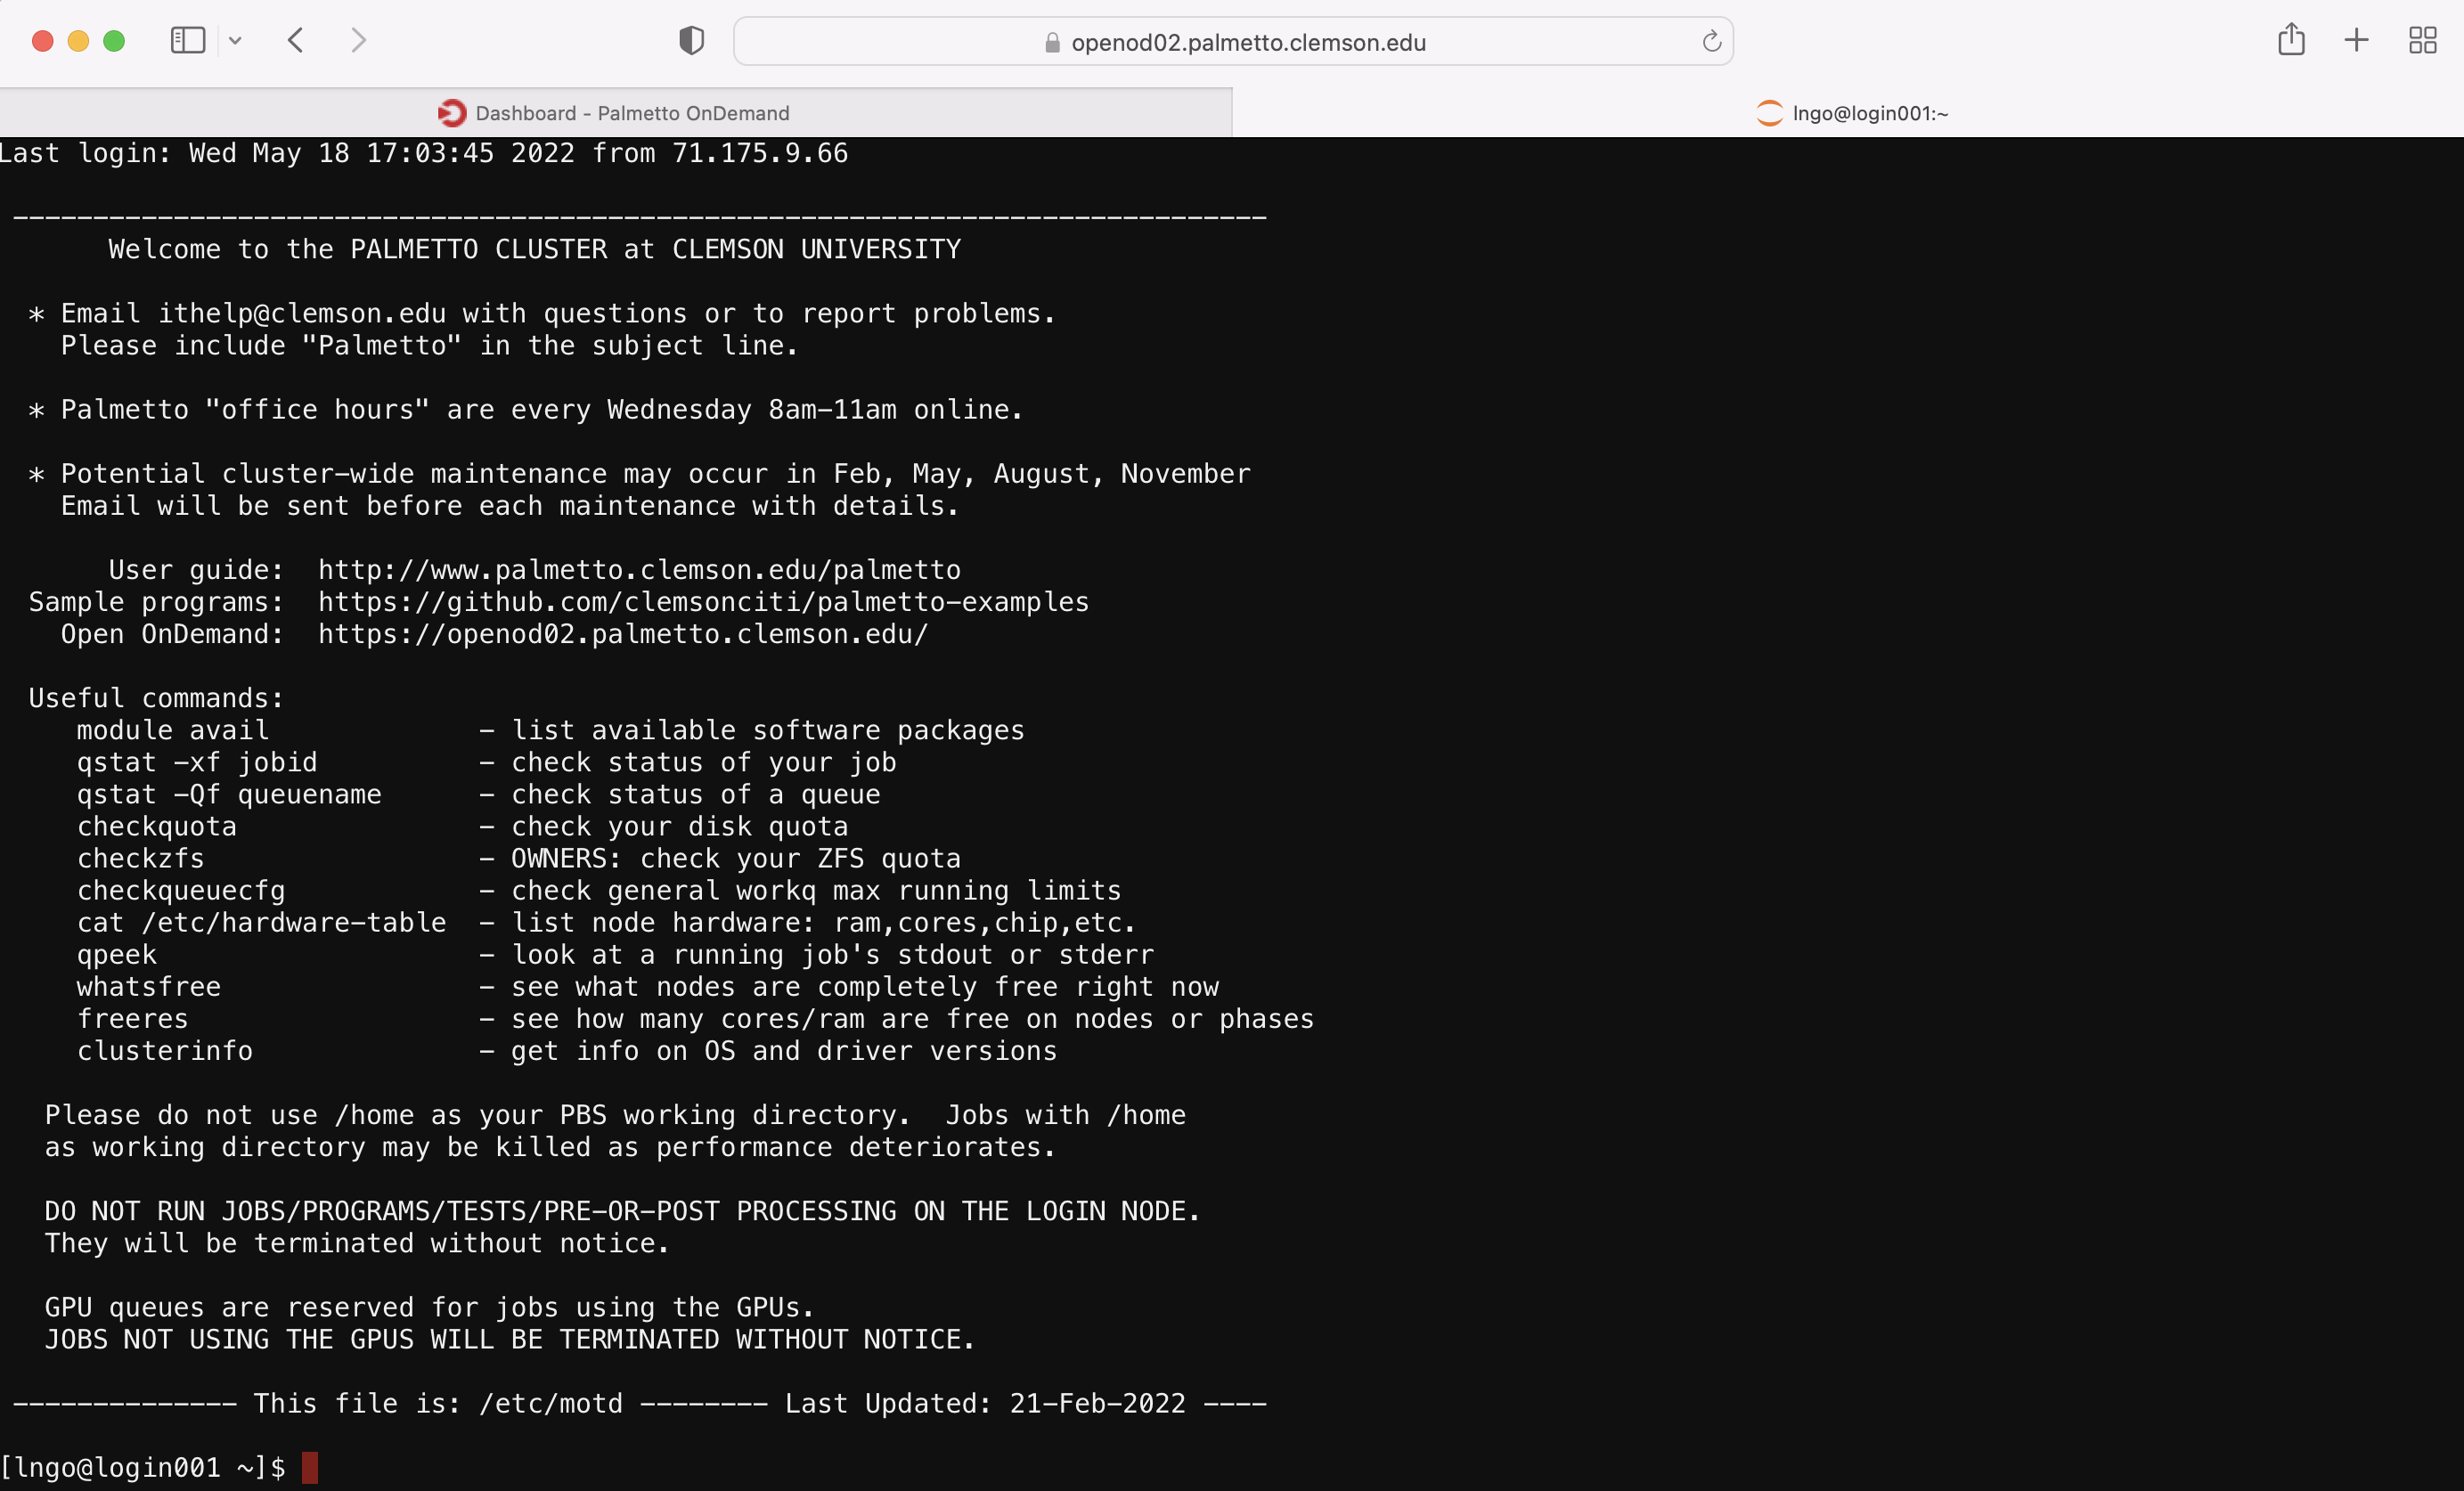 openod02.palmetto.clemson.edu
Dashboard - Palmetto OnDemand
lngo@login001:~
Last login: Wed May 18 17:03:45 2022 from 71.175.9.66
------------------------------------------------------------------------------
Welcome to the PALMETTO CLUSTER at CLEMSON UNIVERSITY
* Email ithelp@clemson.edu with questions or to report problems.
Please include "Palmetto" in the subject line.
* Palmetto "office hours" are every Wednesday 8am-11am online.
* Potential cluster-wide maintenance may occur in Feb, May, August, November
Email will be sent before each maintenance with details.
User guide: http://www.palmetto.clemson.edu/palmetto
Sample programs: https://github.com/clemsonciti/palmetto-examples
Open OnDemand: https://openod02.palmetto.clemson.edu/
Useful commands:
module avail - list available software packages
qstat -xf jobid - check status of your job
qstat -Qf queuename - check status of a queue
checkquota - check your disk quota
checkzfs - OWNERS: check your ZFS quota
checkqueuecfg - check general workq max running limits
cat /etc/hardware-table - list node hardware: ram,cores,chip,etc.
qpeek - look at a running job's stdout or stderr
whatsfree - see what nodes are completely free right now
freeres - see how many cores/ram are free on nodes or phases
clusterinfo - get info on OS and driver versions
Please do not use /home as your PBS working directory. Jobs with /home
as working directory may be killed as performance deteriorates.
DO NOT RUN JOBS/PROGRAMS/TESTS/PRE-OR-POST PROCESSING ON THE LOGIN NODE.
They will be terminated without notice.
GPU queues are reserved for jobs using the GPUs.
JOBS NOT USING THE GPUS WILL BE TERMINATED WITHOUT NOTICE.
-------------- This file is: /etc/motd -------- Last Updated: 21-Feb-2022 ----
[lngo@login001 ~]$